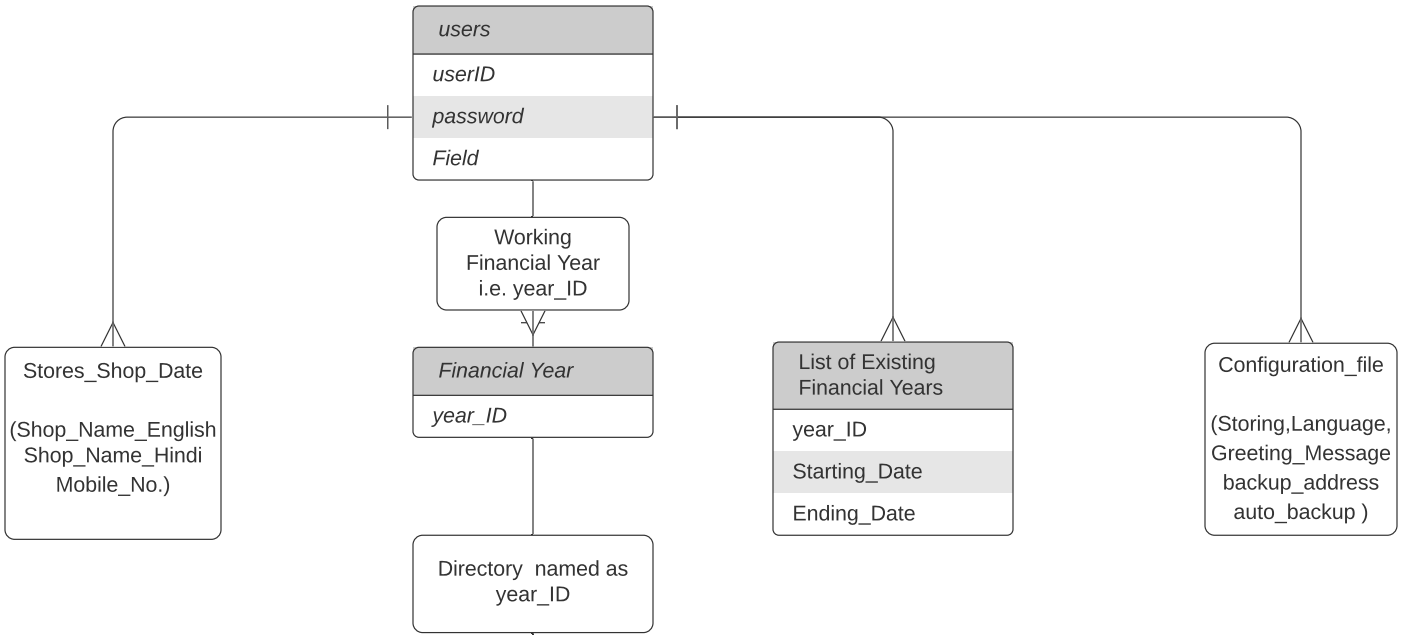 users
userID
password
Field
Working
Financial Year
i.e. year_ID
Stores_Shop_Date
(Shop_Name_English
Shop_Name_Hindi
Mobile_No.)
Financial Year
year_ID
List of Existing
Financial Years
year_ID
Starting_Date
Ending_Date
Configuration_file
(Storing,Language,
Greeting_Message
backup_address
auto_backup )
Directory  named as
year_ID